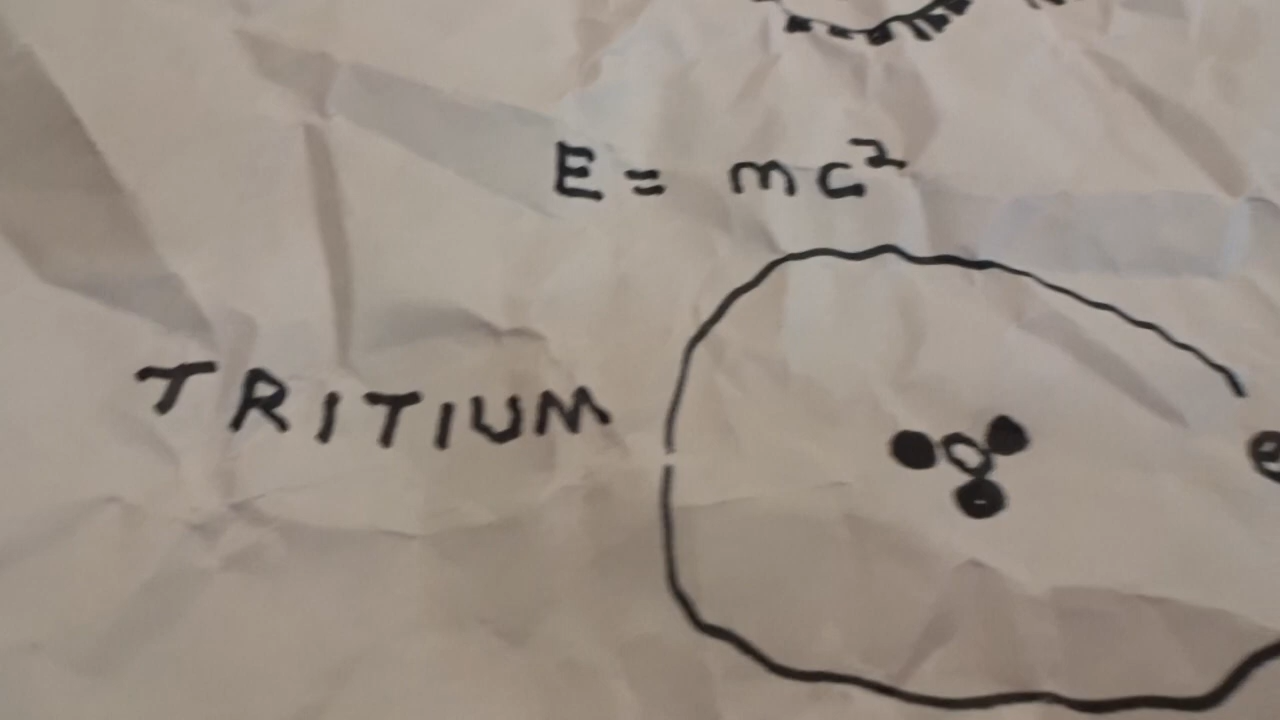 E = mc²
TRITIUM
e